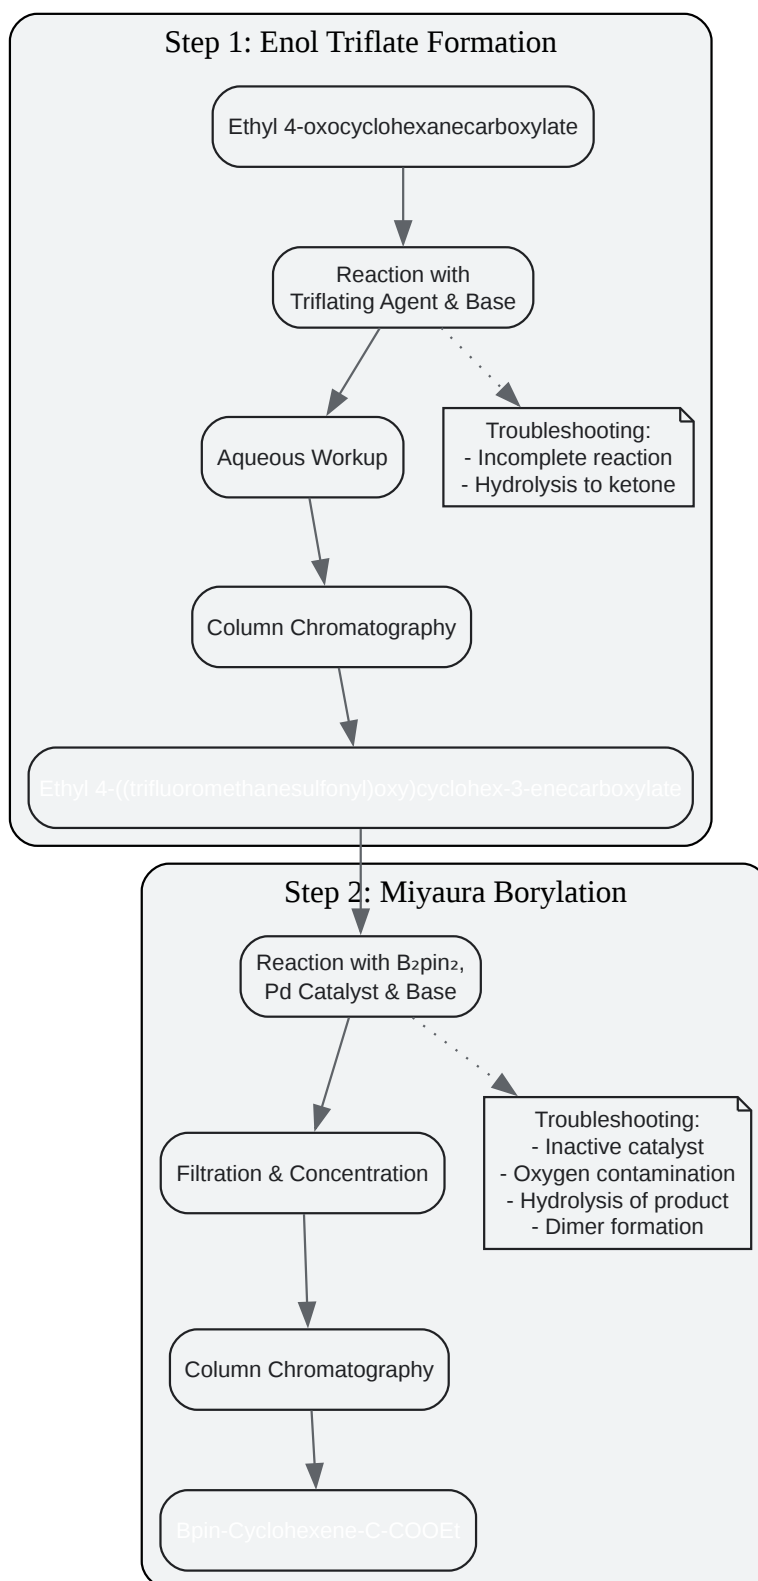 Step 1: Enol Triflate Formation
Ethyl 4-oxocyclohexanecarboxylate
Reaction with
Triflating Agent & Base
Aqueous Workup
Troubleshooting:
- Incomplete reaction
- Hydrolysis to ketone
Column Chromatography
Ethyl 4-((trifluoromethanesulfonyl)oxy)cyclohex-3-enecarboxylate
Step 2: Miyaura Borylation
Reaction with B₂pin₂,
Pd Catalyst & Base
Filtration & Concentration
Troubleshooting:
- Inactive catalyst
- Oxygen contamination
- Hydrolysis of product
- Dimer formation
Column Chromatography
Bpin-Cyclohexene-C-COOEt